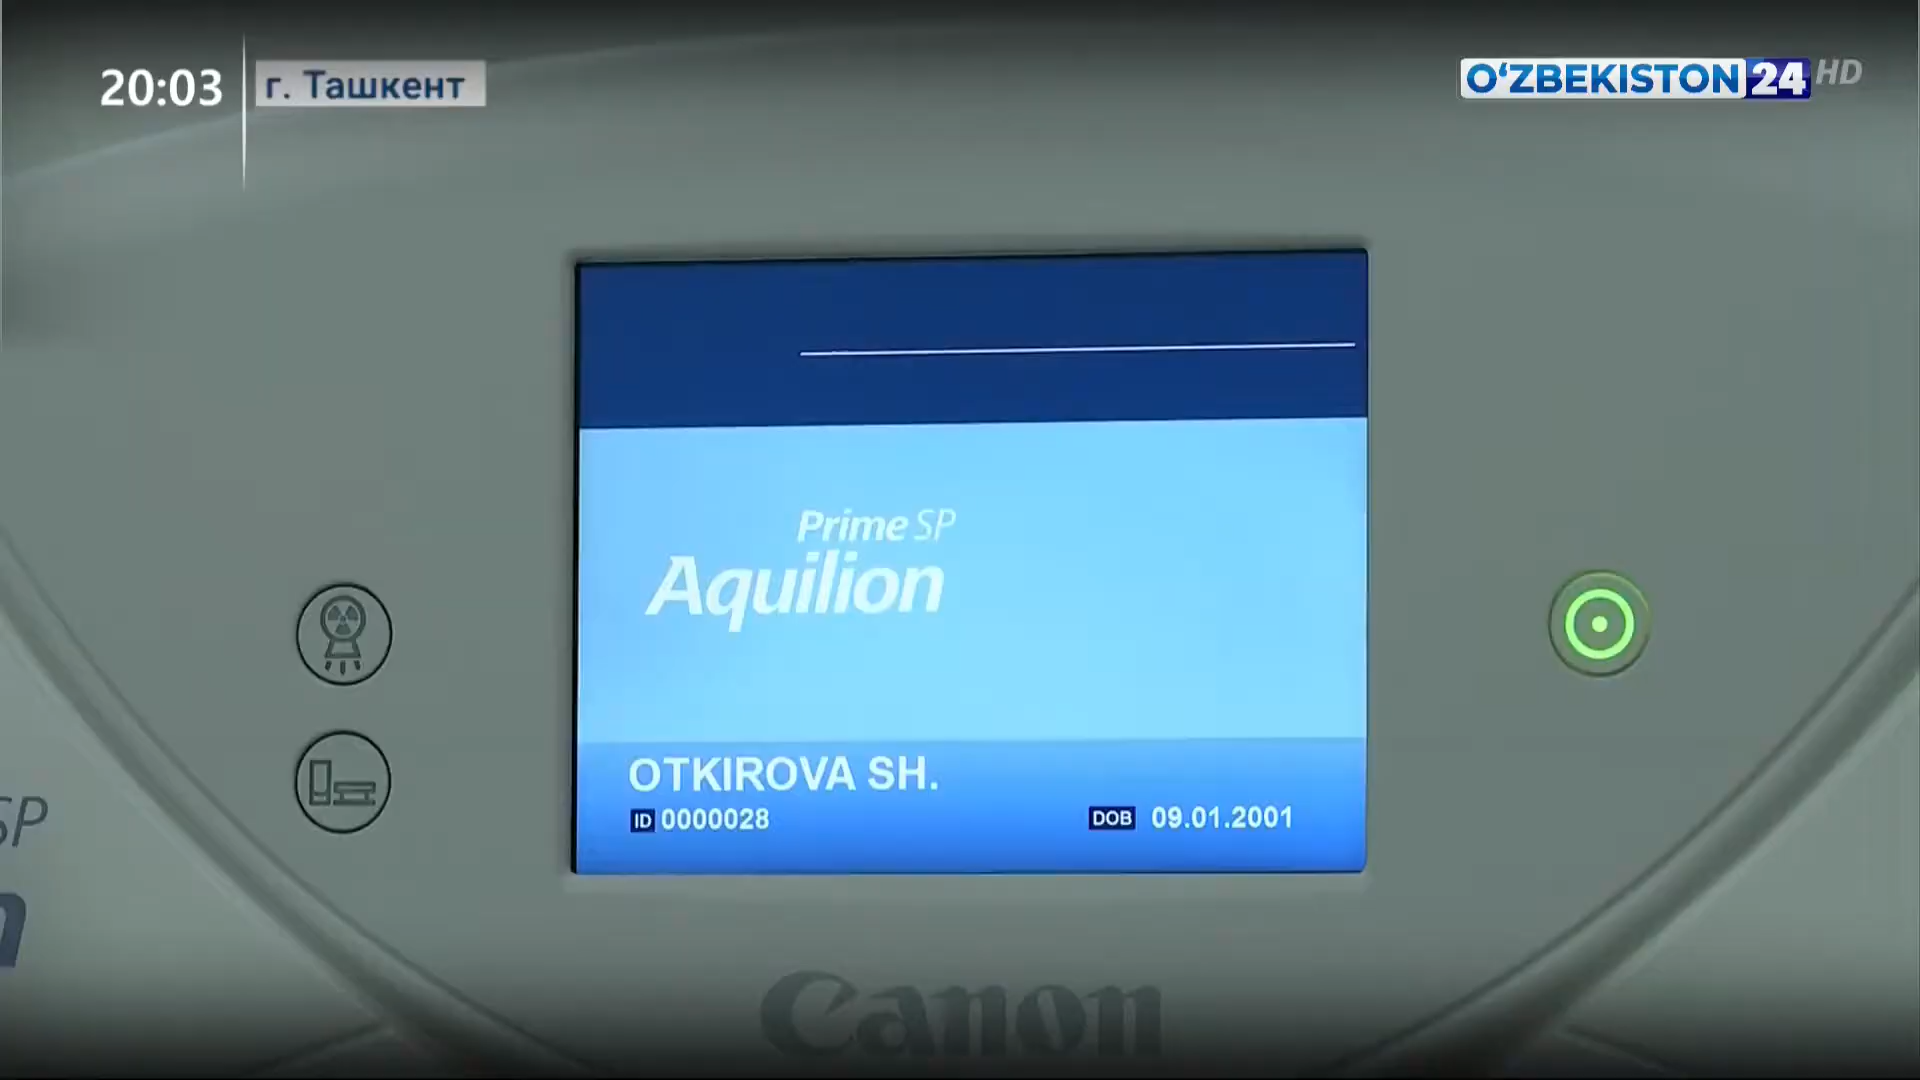 20:03
г. Ташкент
O‘ZBEKISTON 24 HD
Prime SP
Aquilion
OTKIROVA SH.
ID 0000028
DOB 09.01.2001
SP
n
Canon